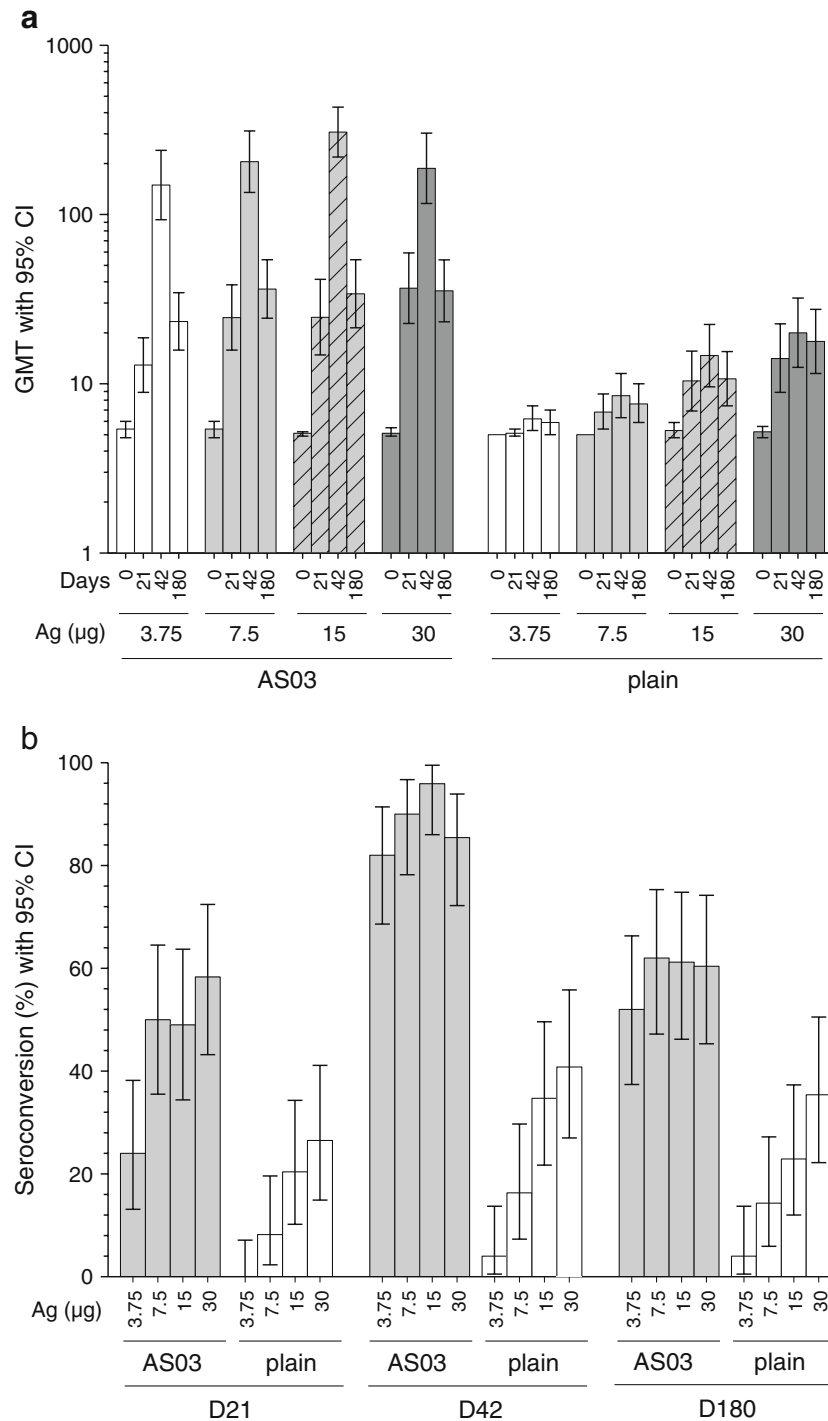 a
GMT with 95% CI
1000
100
10
1
Days 0 21 42 180 0 21 42 180 0 21 42 180 0 21 42 180 0 21 42 180 0 21 42 180 0 21 42 180 0 21 42 180
Ag (µg) 3.75 7.5 15 30 3.75 7.5 15 30
AS03 plain
b
Seroconversion (%) with 95% CI
100
80
60
40
20
0
Ag (µg) 3.75 7.5 15 30 3.75 7.5 15 30 3.75 7.5 15 30 3.75 7.5 15 30 3.75 7.5 15 30 3.75 7.5 15 30
AS03 plain AS03 plain AS03 plain
D21 D42 D180